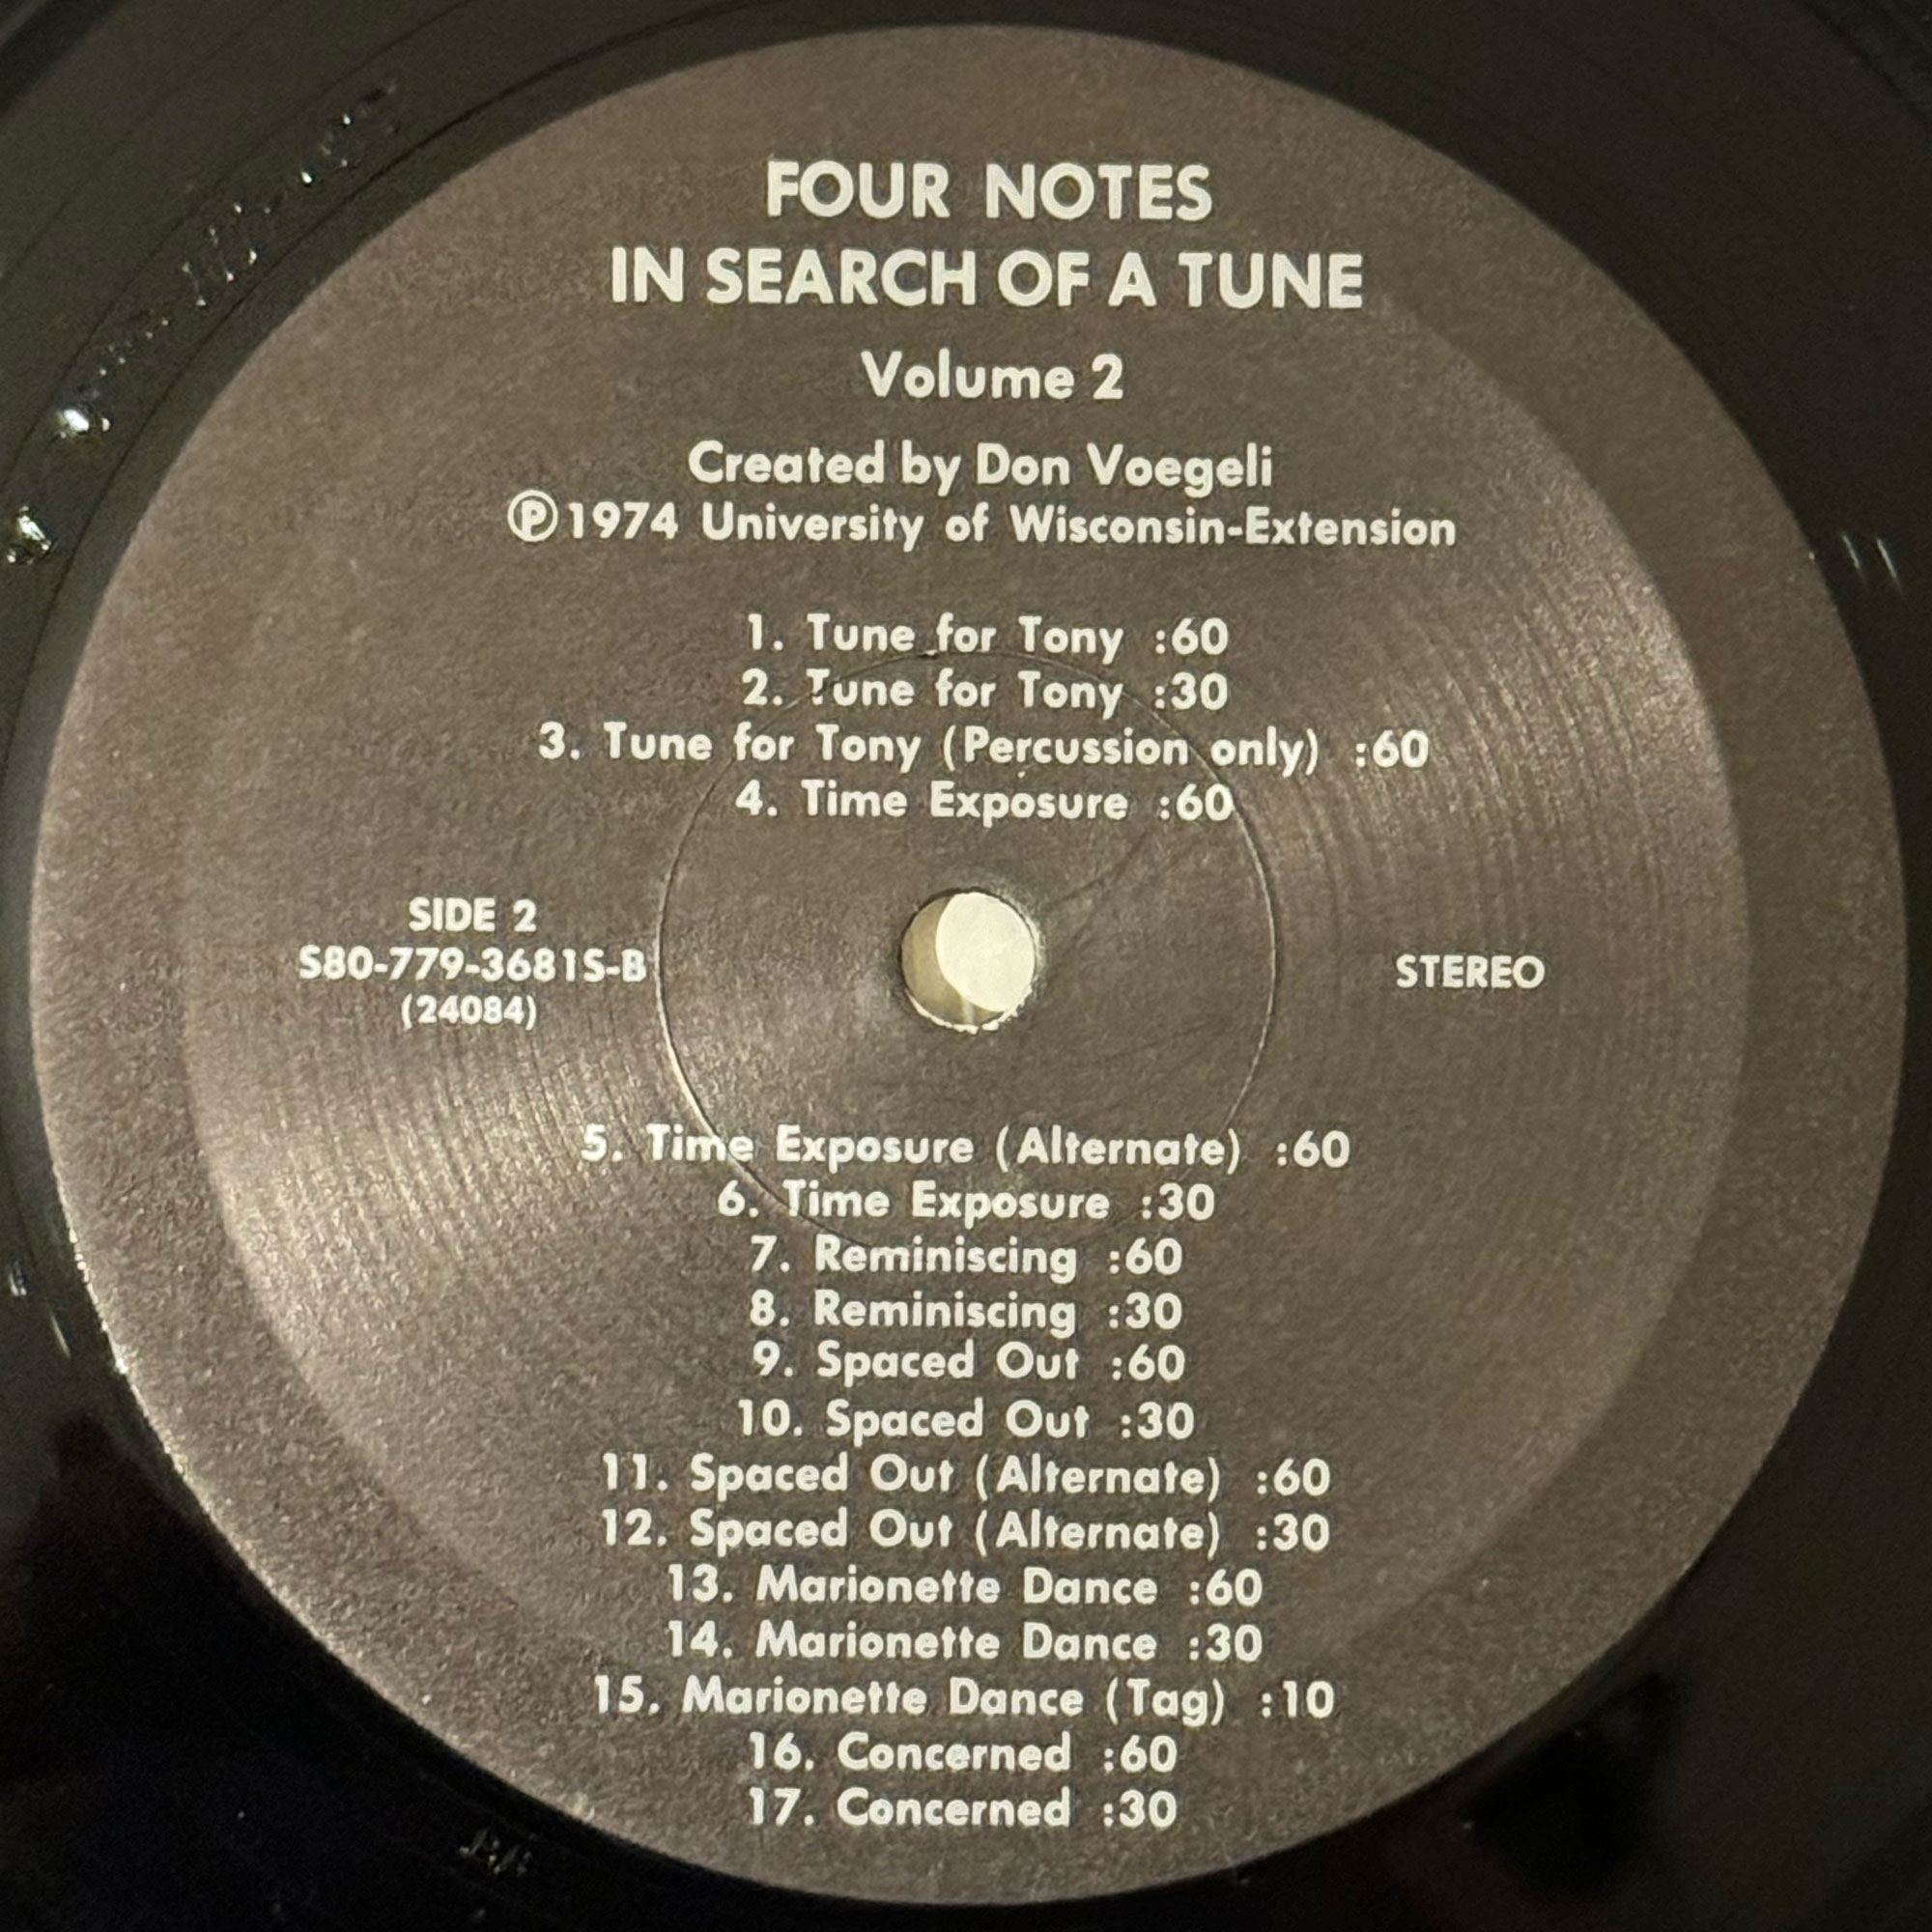 FOUR NOTES
IN SEARCH OF A TUNE
Volume 2
Created by Don Voegeli
Ⓟ1974 University of Wisconsin-Extension
1. Tune for Tony :60
2. Tune for Tony :30
3. Tune for Tony (Percussion only) :60
4. Time Exposure :60
SIDE 2
S80-779-3681S-B
(24084)
STEREO
5. Time Exposure (Alternate) :60
6. Time Exposure :30
7. Reminiscing :60
8. Reminiscing :30
9. Spaced Out :60
10. Spaced Out :30
11. Spaced Out (Alternate) :60
12. Spaced Out (Alternate) :30
13. Marionette Dance :60
14. Marionette Dance :30
15. Marionette Dance (Tag) :10
16. Concerned :60
17. Concerned :30